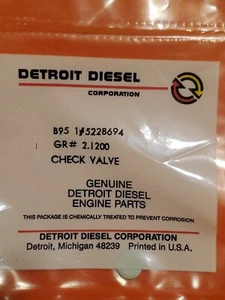 DETROIT DIESEL
CORPORATION
B95 1#5228694
GR# 2.1200
CHECK VALVE
GENUINE
DETROIT DIESEL
ENGINE PARTS
THIS PACKAGE IS CHEMICALLY TREATED TO PREVENT CORROSION
DETROIT DIESEL CORPORATION
Detroit, Michigan 48239 Printed in U.S.A.